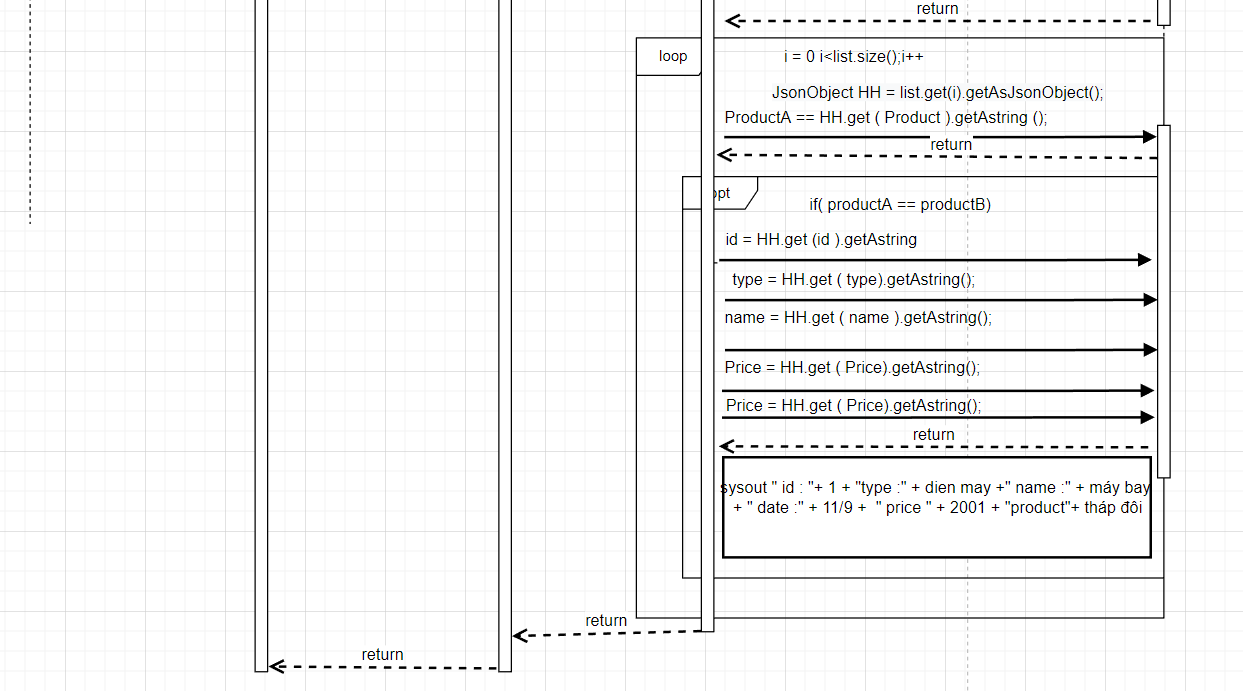 return
loop
i = 0 i<list.size();i++
JsonObject HH = list.get(i).getAsJsonObject();
ProductA == HH.get ( Product ).getAstring ();
return
opt
if( productA == productB)
id = HH.get (id ).getAstring
type = HH.get ( type).getAstring();
name = HH.get ( name ).getAstring();
Price = HH.get ( Price).getAstring();
Price = HH.get ( Price).getAstring();
return
sysout " id : "+ 1 + "type :" + dien may +" name :" + máy bay
+ " date :" + 11/9 + " price " + 2001 + "product"+ tháp đôi
return
return